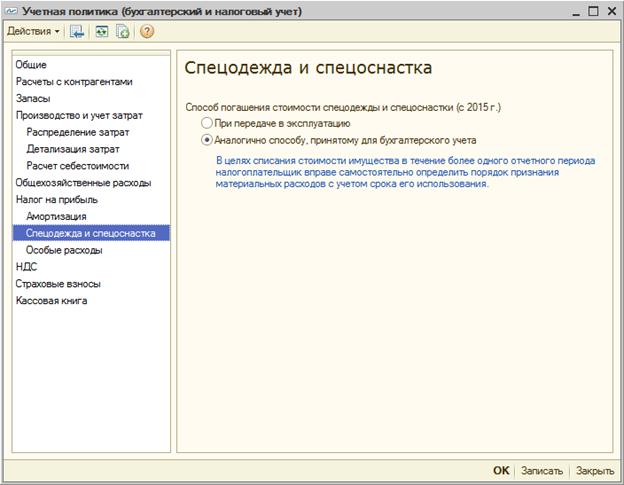 Учетная политика (бухгалтерский и налоговый учет)
Действия
Общие
Расчеты с контрагентами
Запасы
Производство и учет затрат
Распределение затрат
Детализация затрат
Расчет себестоимости
Общехозяйственные расходы
Налог на прибыль
Амортизация
Спецодежда и спецоснастка
Особые расходы
НДС
Страховые взносы
Кассовая книга
Спецодежда и спецоснастка
Способ погашения стоимости спецодежды и спецоснастки (с 2015 г.)
При передаче в эксплуатацию
Аналогично способу, принятому для бухгалтерского учета
В целях списания стоимости имущества в течение более одного отчетного периода
налогоплательщик вправе самостоятельно определить порядок признания
материальных расходов с учетом срока его использования.
OK Записать Закрыть